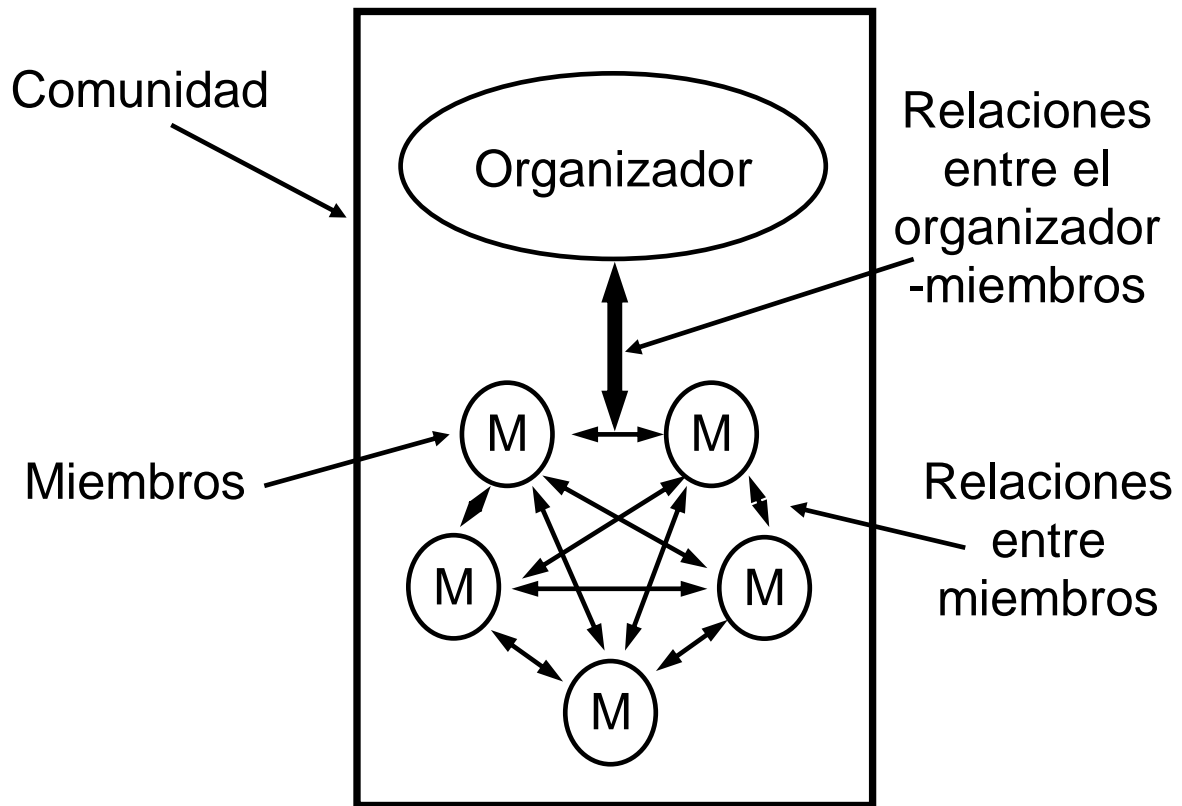 Comunidad
Organizador
Relaciones
entre el
organizador
-miembros
M
M
Miembros
Relaciones
entre
miembros
M
M
M